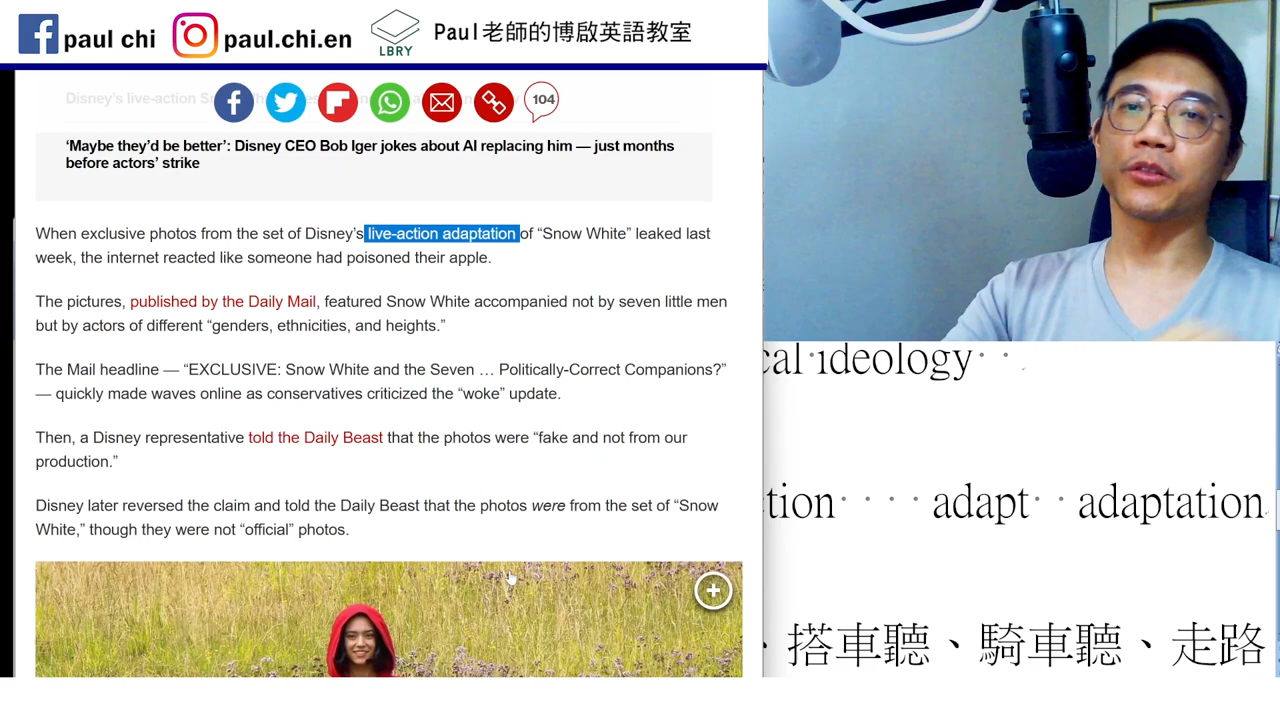 paul chi
paul.chi.en
LBRY
Paul老師的博啟英語教室
104
‘Maybe they’d be better’: Disney CEO Bob Iger jokes about AI replacing him — just months
before actors’ strike
When exclusive photos from the set of Disney’s live-action adaptation of “Snow White” leaked last
week, the internet reacted like someone had poisoned their apple.
The pictures, published by the Daily Mail, featured Snow White accompanied not by seven little men
but by actors of different “genders, ethnicities, and heights.”
The Mail headline — “EXCLUSIVE: Snow White and the Seven … Politically-Correct Companions?”
— quickly made waves online as conservatives criticized the “woke” update.
Then, a Disney representative told the Daily Beast that the photos were “fake and not from our
production.”
Disney later reversed the claim and told the Daily Beast that the photos were from the set of “Snow
White,” though they were not “official” photos.
cal ideology
tion adapt adaptation
、搭車聽、騎車聽、走路